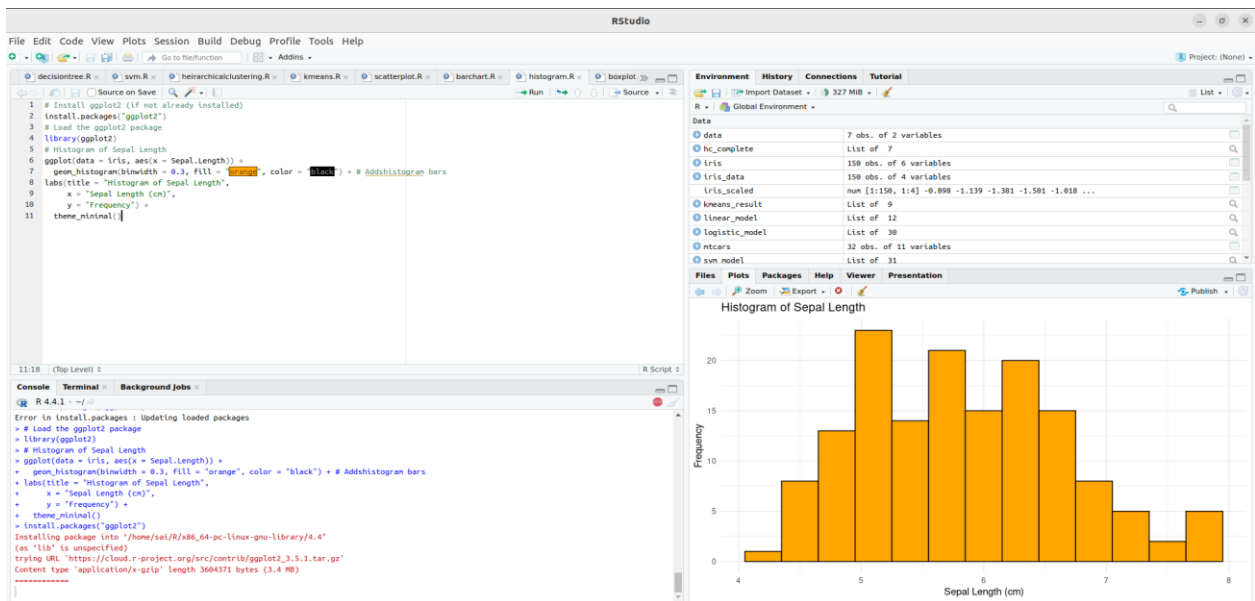 RStudio
File Edit Code View Plots Session Build Debug Profile Tools Help
Go to file/function Addins Project: (None)
decisiontree.R svm.R heirarchicalclustering.R kmeans.R scatterplot.R barchart.R histogram.R boxplot
Source on Save Run Source
1 # Install ggplot2 (if not already installed)
2 install.packages("ggplot2")
3 # Load the ggplot2 package
4 library(ggplot2)
5 # Histogram of Sepal Length
6 ggplot(data = iris, aes(x = Sepal.Length)) +
7 geom_histogram(binwidth = 0.3, fill = "orange", color = "black") + # Addshistogram bars
8 labs(title = "Histogram of Sepal Length",
9 x = "Sepal Length (cm)",
10 y = "Frequency") +
11 theme_minimal()
11:18 (Top Level) R Script
Console Terminal Background Jobs
R 4.4.1 · ~/
Error in install.packages : Updating loaded packages
> # Load the ggplot2 package
> library(ggplot2)
> # Histogram of Sepal Length
> ggplot(data = iris, aes(x = Sepal.Length)) +
+ geom_histogram(binwidth = 0.3, fill = "orange", color = "black") + # Addshistogram bars
+ labs(title = "Histogram of Sepal Length",
+ x = "Sepal Length (cm)",
+ y = "Frequency") +
+ theme_minimal()
> install.packages("ggplot2")
Installing package into '/home/sai/R/x86_64-pc-linux-gnu-library/4.4'
(as 'lib' is unspecified)
trying URL 'https://cloud.r-project.org/src/contrib/ggplot2_3.5.1.tar.gz'
Content type 'application/x-gzip' length 3604371 bytes (3.4 MB)
============
Environment History Connections Tutorial
Import Dataset 327 MiB List
R Global Environment
Data
data 7 obs. of 2 variables
hc_complete List of 7
iris 150 obs. of 6 variables
iris_data 150 obs. of 4 variables
iris_scaled num [1:150, 1:4] -0.898 -1.139 -1.381 -1.501 -1.018 ...
kmeans_result List of 9
linear_model List of 12
logistic_model List of 30
mtcars 32 obs. of 11 variables
svm_model List of 31
Files Plots Packages Help Viewer Presentation
Zoom Export Publish
Histogram of Sepal Length
Frequency
20
15
10
5
0
4 5 6 7 8
Sepal Length (cm)